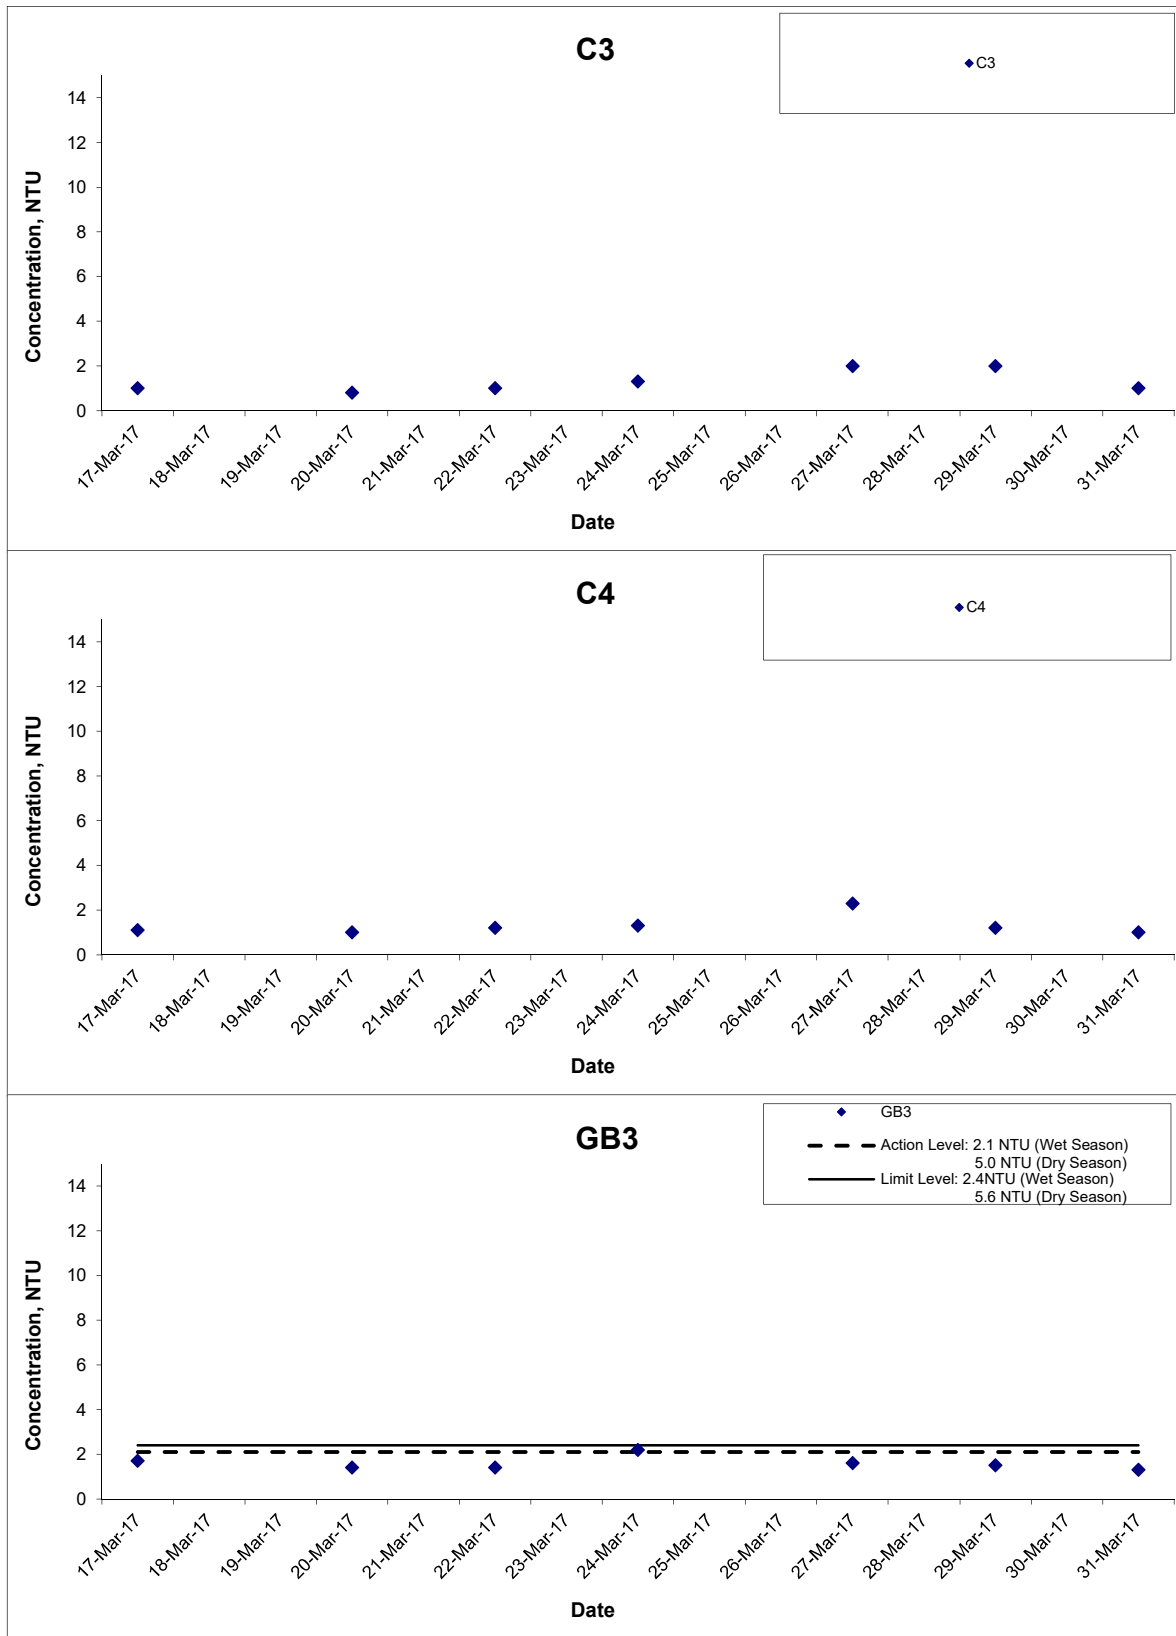 C3
C3
Concentration, NTU
14
12
10
8
6
4
2
0
17-Mar-17
18-Mar-17
19-Mar-17
20-Mar-17
21-Mar-17
22-Mar-17
23-Mar-17
24-Mar-17
25-Mar-17
26-Mar-17
27-Mar-17
28-Mar-17
29-Mar-17
30-Mar-17
31-Mar-17
Date
C4
C4
Concentration, NTU
14
12
10
8
6
4
2
0
17-Mar-17
18-Mar-17
19-Mar-17
20-Mar-17
21-Mar-17
22-Mar-17
23-Mar-17
24-Mar-17
25-Mar-17
26-Mar-17
27-Mar-17
28-Mar-17
29-Mar-17
30-Mar-17
31-Mar-17
Date
GB3
GB3
Action Level: 2.1 NTU (Wet Season)
5.0 NTU (Dry Season)
Limit Level: 2.4NTU (Wet Season)
5.6 NTU (Dry Season)
Concentration, NTU
14
12
10
8
6
4
2
0
17-Mar-17
18-Mar-17
19-Mar-17
20-Mar-17
21-Mar-17
22-Mar-17
23-Mar-17
24-Mar-17
25-Mar-17
26-Mar-17
27-Mar-17
28-Mar-17
29-Mar-17
30-Mar-17
31-Mar-17
Date